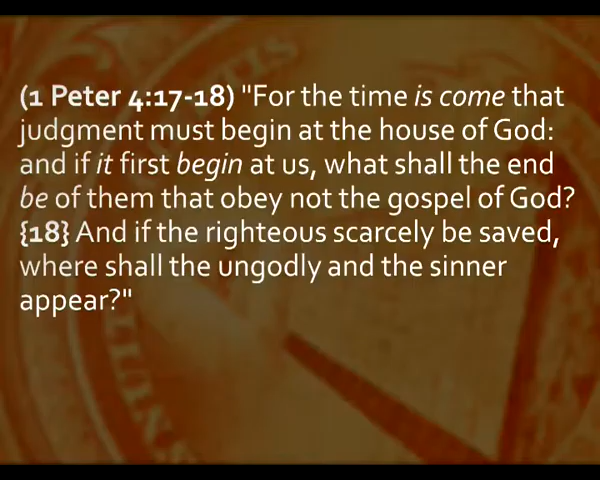 (1 Peter 4:17-18) "For the time is come that
judgment must begin at the house of God:
and if it first begin at us, what shall the end
be of them that obey not the gospel of God?
{18} And if the righteous scarcely be saved,
where shall the ungodly and the sinner
appear?"